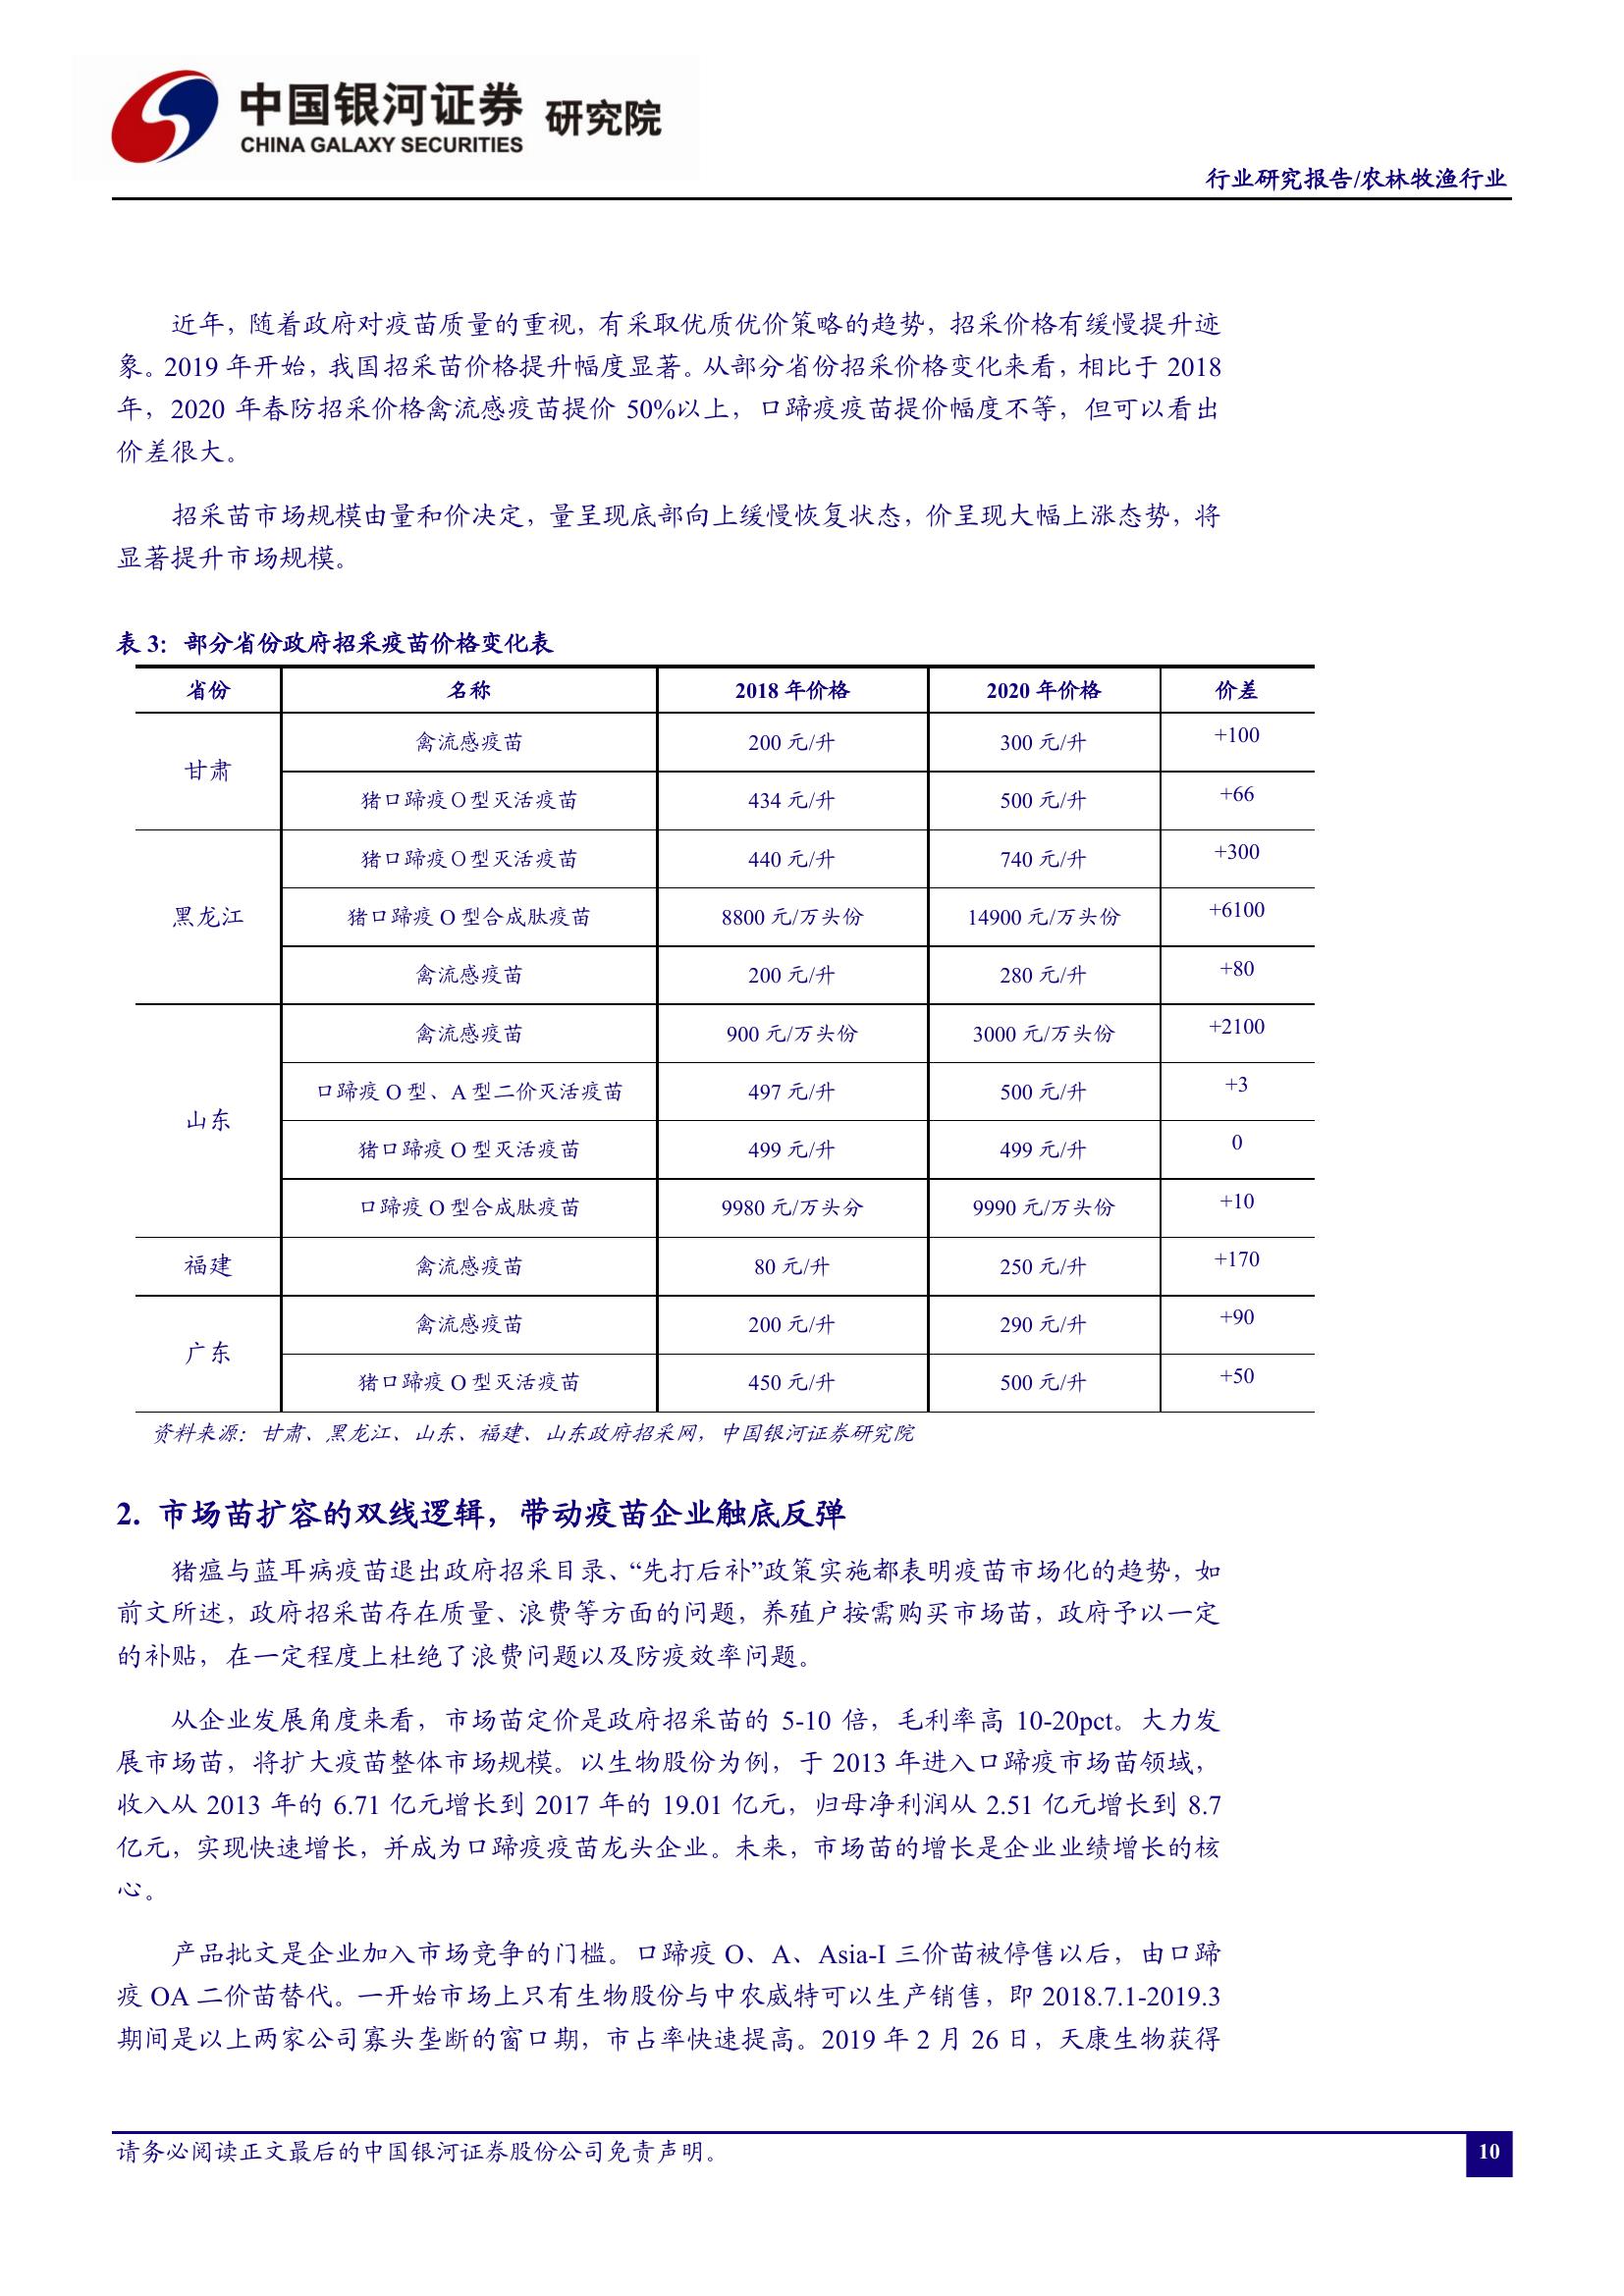 中国银河证券 研究院
CHINA GALAXY SECURITIES
行业研究报告/农林牧渔行业
近年，随着政府对疫苗质量的重视，有采取优质优价策略的趋势，招采价格有缓慢提升迹
象。2019 年开始，我国招采苗价格提升幅度显著。从部分省份招采价格变化来看，相比于 2018
年，2020 年春防招采价格禽流感疫苗提价 50%以上，口蹄疫疫苗提价幅度不等，但可以看出
价差很大。
招采苗市场规模由量和价决定，量呈现底部向上缓慢恢复状态，价呈现大幅上涨态势，将
显著提升市场规模。
表 3：部分省份政府招采疫苗价格变化表
省份 名称 2018 年价格 2020 年价格 价差
甘肃 禽流感疫苗 200 元/升 300 元/升 +100
猪口蹄疫O型灭活疫苗 434 元/升 500 元/升 +66
黑龙江 猪口蹄疫O型灭活疫苗 440 元/升 740 元/升 +300
猪口蹄疫 O 型合成肽疫苗 8800 元/万头份 14900 元/万头份 +6100
禽流感疫苗 200 元/升 280 元/升 +80
山东 禽流感疫苗 900 元/万头份 3000 元/万头份 +2100
口蹄疫 O 型、A 型二价灭活疫苗 497 元/升 500 元/升 +3
猪口蹄疫 O 型灭活疫苗 499 元/升 499 元/升 0
口蹄疫 O 型合成肽疫苗 9980 元/万头分 9990 元/万头份 +10
福建 禽流感疫苗 80 元/升 250 元/升 +170
广东 禽流感疫苗 200 元/升 290 元/升 +90
猪口蹄疫 O 型灭活疫苗 450 元/升 500 元/升 +50
资料来源：甘肃、黑龙江、山东、福建、山东政府招采网，中国银河证券研究院
2. 市场苗扩容的双线逻辑，带动疫苗企业触底反弹
猪瘟与蓝耳病疫苗退出政府招采目录、“先打后补”政策实施都表明疫苗市场化的趋势，如
前文所述，政府招采苗存在质量、浪费等方面的问题，养殖户按需购买市场苗，政府予以一定
的补贴，在一定程度上杜绝了浪费问题以及防疫效率问题。
从企业发展角度来看，市场苗定价是政府招采苗的 5-10 倍，毛利率高 10-20pct。大力发
展市场苗，将扩大疫苗整体市场规模。以生物股份为例，于 2013 年进入口蹄疫市场苗领域，
收入从 2013 年的 6.71 亿元增长到 2017 年的 19.01 亿元，归母净利润从 2.51 亿元增长到 8.7
亿元，实现快速增长，并成为口蹄疫疫苗龙头企业。未来，市场苗的增长是企业业绩增长的核
心。
产品批文是企业加入市场竞争的门槛。口蹄疫 O、A、Asia-I 三价苗被停售以后，由口蹄
疫 OA 二价苗替代。一开始市场上只有生物股份与中农威特可以生产销售，即 2018.7.1-2019.3
期间是以上两家公司寡头垄断的窗口期，市占率快速提高。2019 年 2 月 26 日，天康生物获得
请务必阅读正文最后的中国银河证券股份公司免责声明。
10